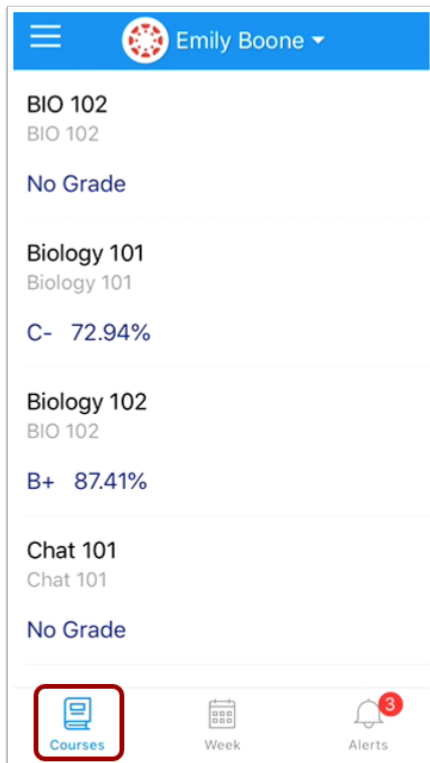 Emily Boone
BIO 102
BIO 102
No Grade
Biology 101
Biology 101
C- 72.94%
Biology 102
BIO 102
B+ 87.41%
Chat 101
Chat 101
No Grade
3
Courses Week Alerts